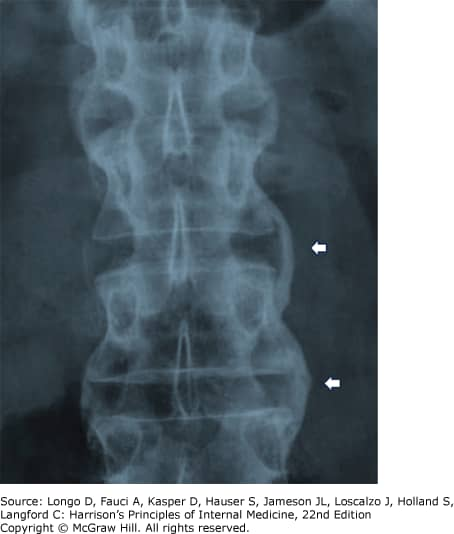 Source: Longo D, Fauci A, Kasper D, Hauser S, Jameson JL, Loscalzo J, Holland S,
Langford C: Harrison's Principles of Internal Medicine, 22nd Edition
Copyright © McGraw Hill. All rights reserved.